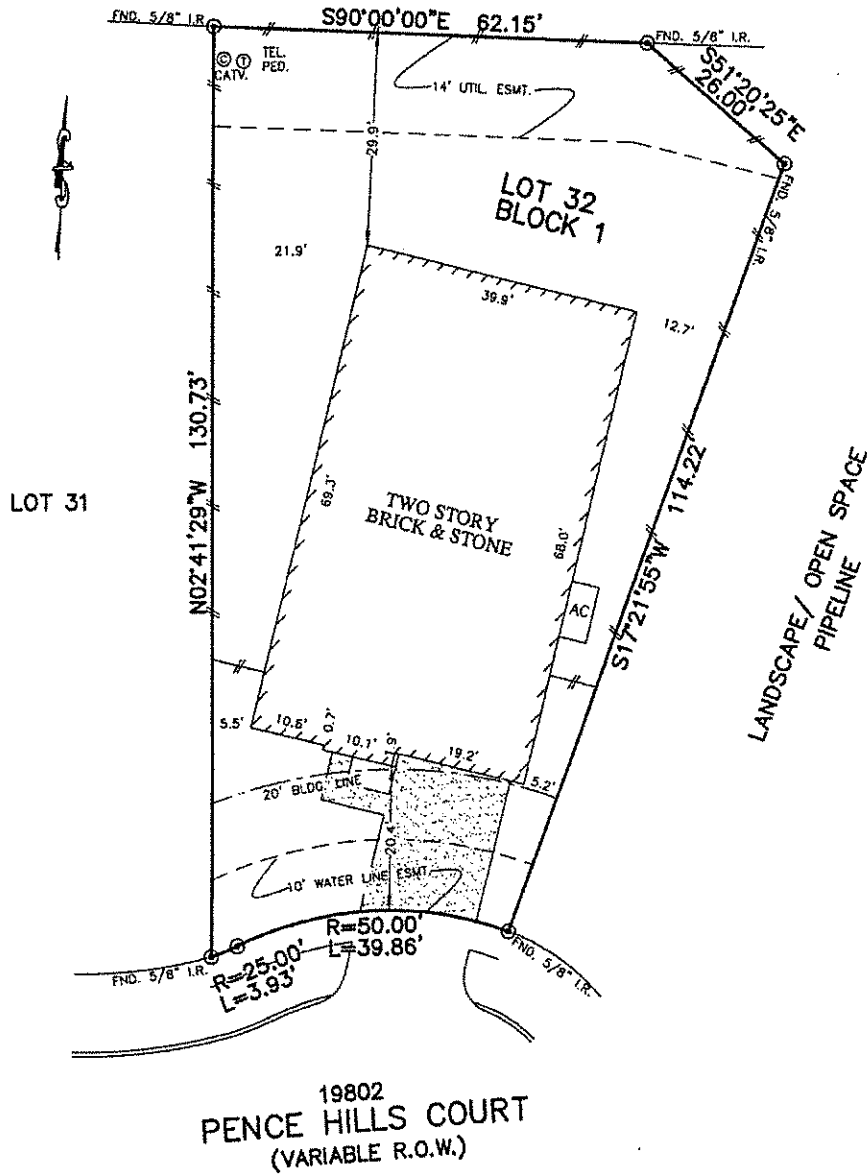 FND. 5/8" I.R.
S90°00'00"E 62.15'
FND. 5/8" I.R.
© Ⓣ TEL. PED.
CATV.
S51°20'25"E
26.00'
14' UTIL. ESMT.
29.9'
LOT 32
BLOCK 1
FND. 5/8" I.R.
21.9'
39.9'
12.7'
N02°41'29"W 130.73'
LOT 31
69.3'
TWO STORY
BRICK & STONE
68.0'
AC
S17°21'55"W 114.22'
LANDSCAPE/ OPEN SPACE
PIPELINE
5.5'
0.7'
10.1'
1.9'
19.2'
5.2'
20' BLDG LINE
20.4'
10' WATER LINE ESMT.
R=50.00'
L=39.86'
FND. 5/8" I.R.
R=25.00'
L=3.93'
FND. 5/8" I.R.
19802
PENCE HILLS COURT
(VARIABLE R.O.W.)